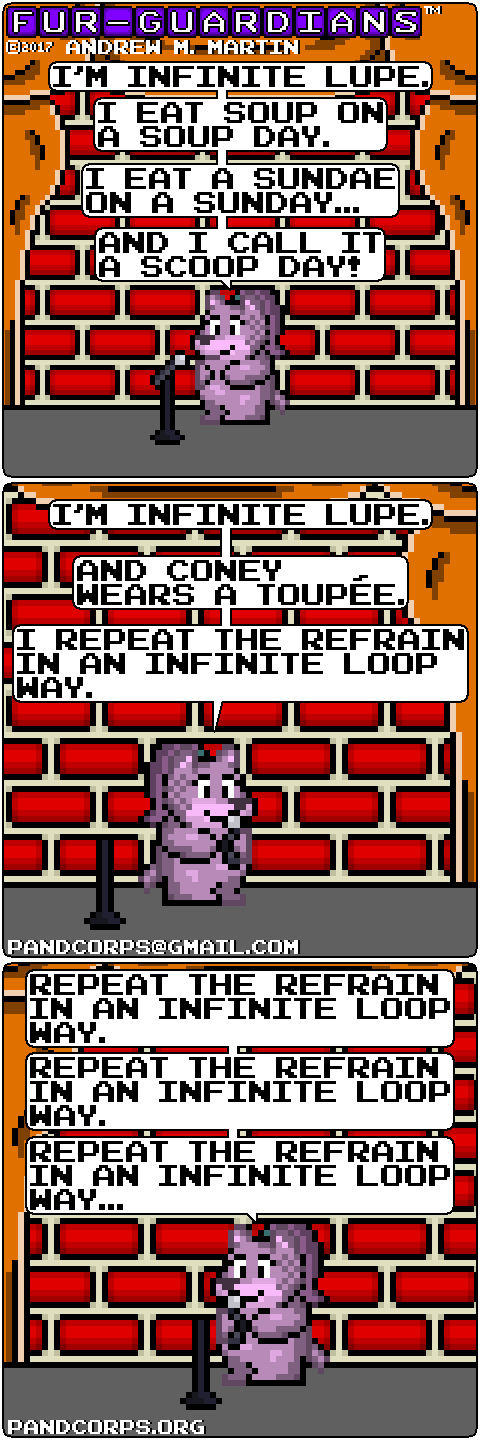 FUR-GUARDIANS™
©2017 ANDREW M. MARTIN
I'M INFINITE LUPE.
I EAT SOUP ON
A SOUP DAY.
I EAT A SUNDAE
ON A SUNDAY...
AND I CALL IT
A SCOOP DAY!
I'M INFINITE LUPE.
AND CONEY
WEARS A TOUPÉE.
I REPEAT THE REFRAIN
IN AN INFINITE LOOP
WAY.
PANDCORPS@GMAIL.COM
REPEAT THE REFRAIN
IN AN INFINITE LOOP
WAY.
REPEAT THE REFRAIN
IN AN INFINITE LOOP
WAY.
REPEAT THE REFRAIN
IN AN INFINITE LOOP
WAY...
PANDCORPS.ORG